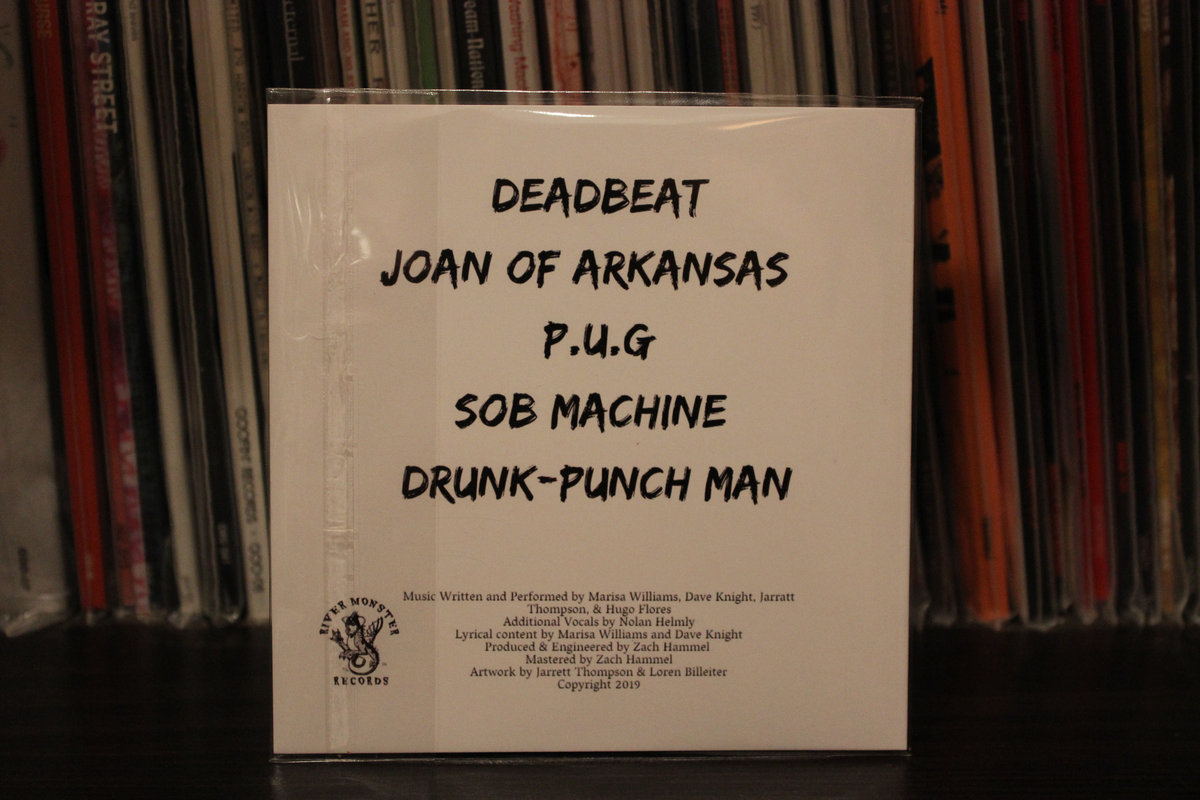 DEADBEAT
JOAN OF ARKANSAS
P.U.G
SOB MACHINE
DRUNK-PUNCH MAN
Music Written and Performed by Marisa Williams, Dave Knight, Jarratt
Thompson, & Hugo Flores
Additional Vocals by Nolan Helmly
Lyrical content by Marisa Williams and Dave Knight
Produced & Engineered by Zach Hammel
Mastered by Zach Hammel
Artwork by Jarrett Thompson & Loren Billeiter
Copyright 2019
RIVER MONSTER
RECORDS
RAY STREET